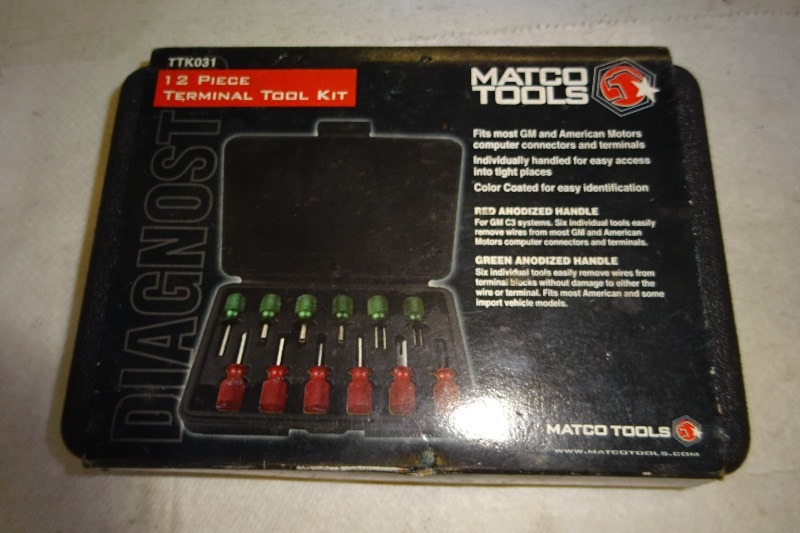 TTK031
12 PIECE
TERMINAL TOOL KIT
MATCO
TOOLS
Fits most GM and American Motors
computer connectors and terminals
Individually handled for easy access
into tight places
Color Coated for easy identification
RED ANODIZED HANDLE
For GM C3 systems. Six individual tools easily
remove wires from most GM and American
Motors computer connectors and terminals.
GREEN ANODIZED HANDLE
Six individual tools easily remove wires from
terminal blocks without damage to either the
wire or terminal. Fits most American and some
import vehicle models.
DIAGNOST
MATCO TOOLS
WWW.MATCOTOOLS.COM